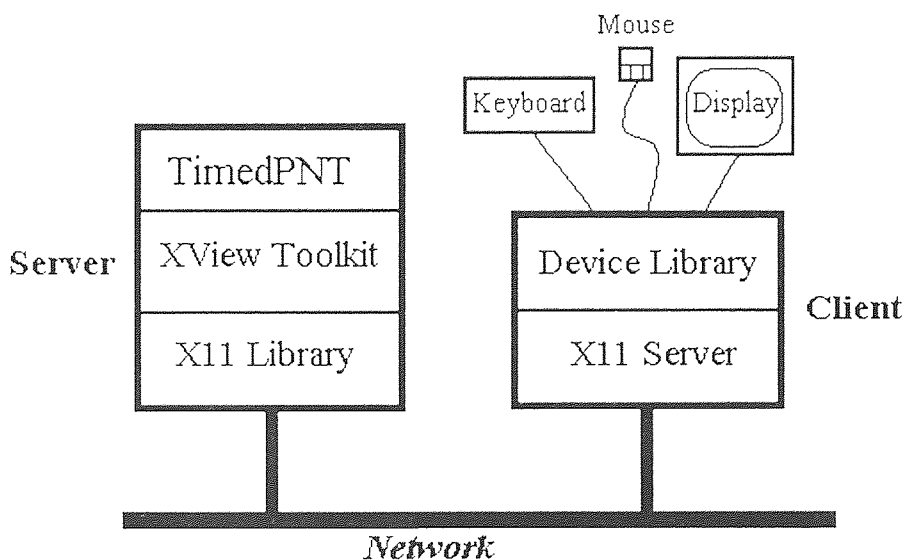 Mouse
Keyboard
Display
TimedPNT
Server
XView Toolkit
X11 Library
Device Library
Client
X11 Server
Network